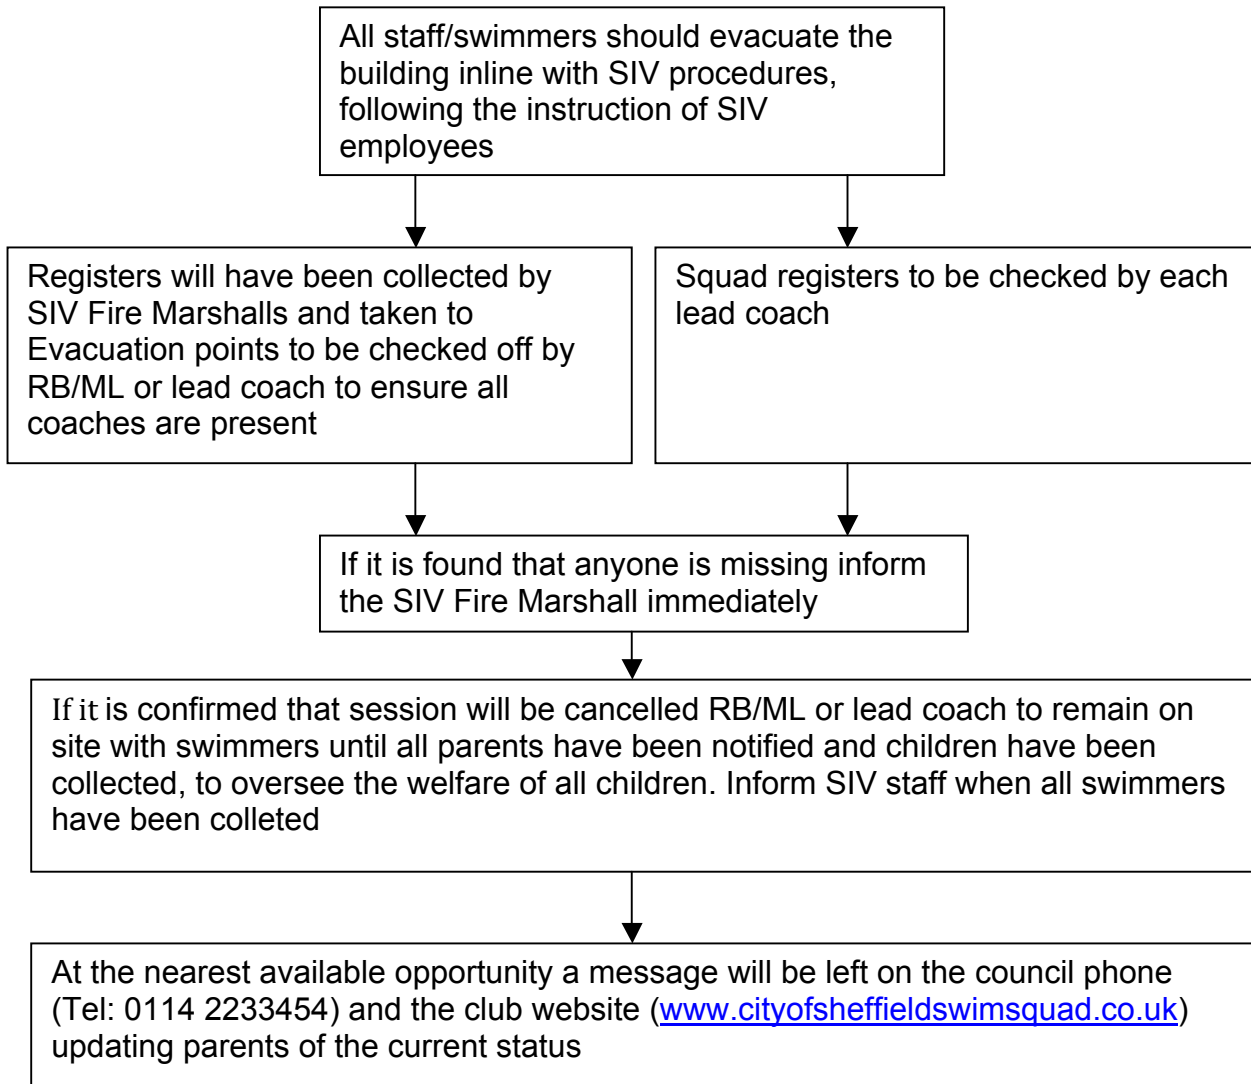 All staff/swimmers should evacuate the
building inline with SIV procedures,
following the instruction of SIV
employees
Registers will have been collected by
SIV Fire Marshalls and taken to
Evacuation points to be checked off by
RB/ML or lead coach to ensure all
coaches are present
Squad registers to be checked by each
lead coach
If it is found that anyone is missing inform
the SIV Fire Marshall immediately
If it is confirmed that session will be cancelled RB/ML or lead coach to remain on
site with swimmers until all parents have been notified and children have been
collected, to oversee the welfare of all children. Inform SIV staff when all swimmers
have been colleted
At the nearest available opportunity a message will be left on the council phone
(Tel: 0114 2233454) and the club website (www.cityofsheffieldswimsquad.co.uk)
updating parents of the current status